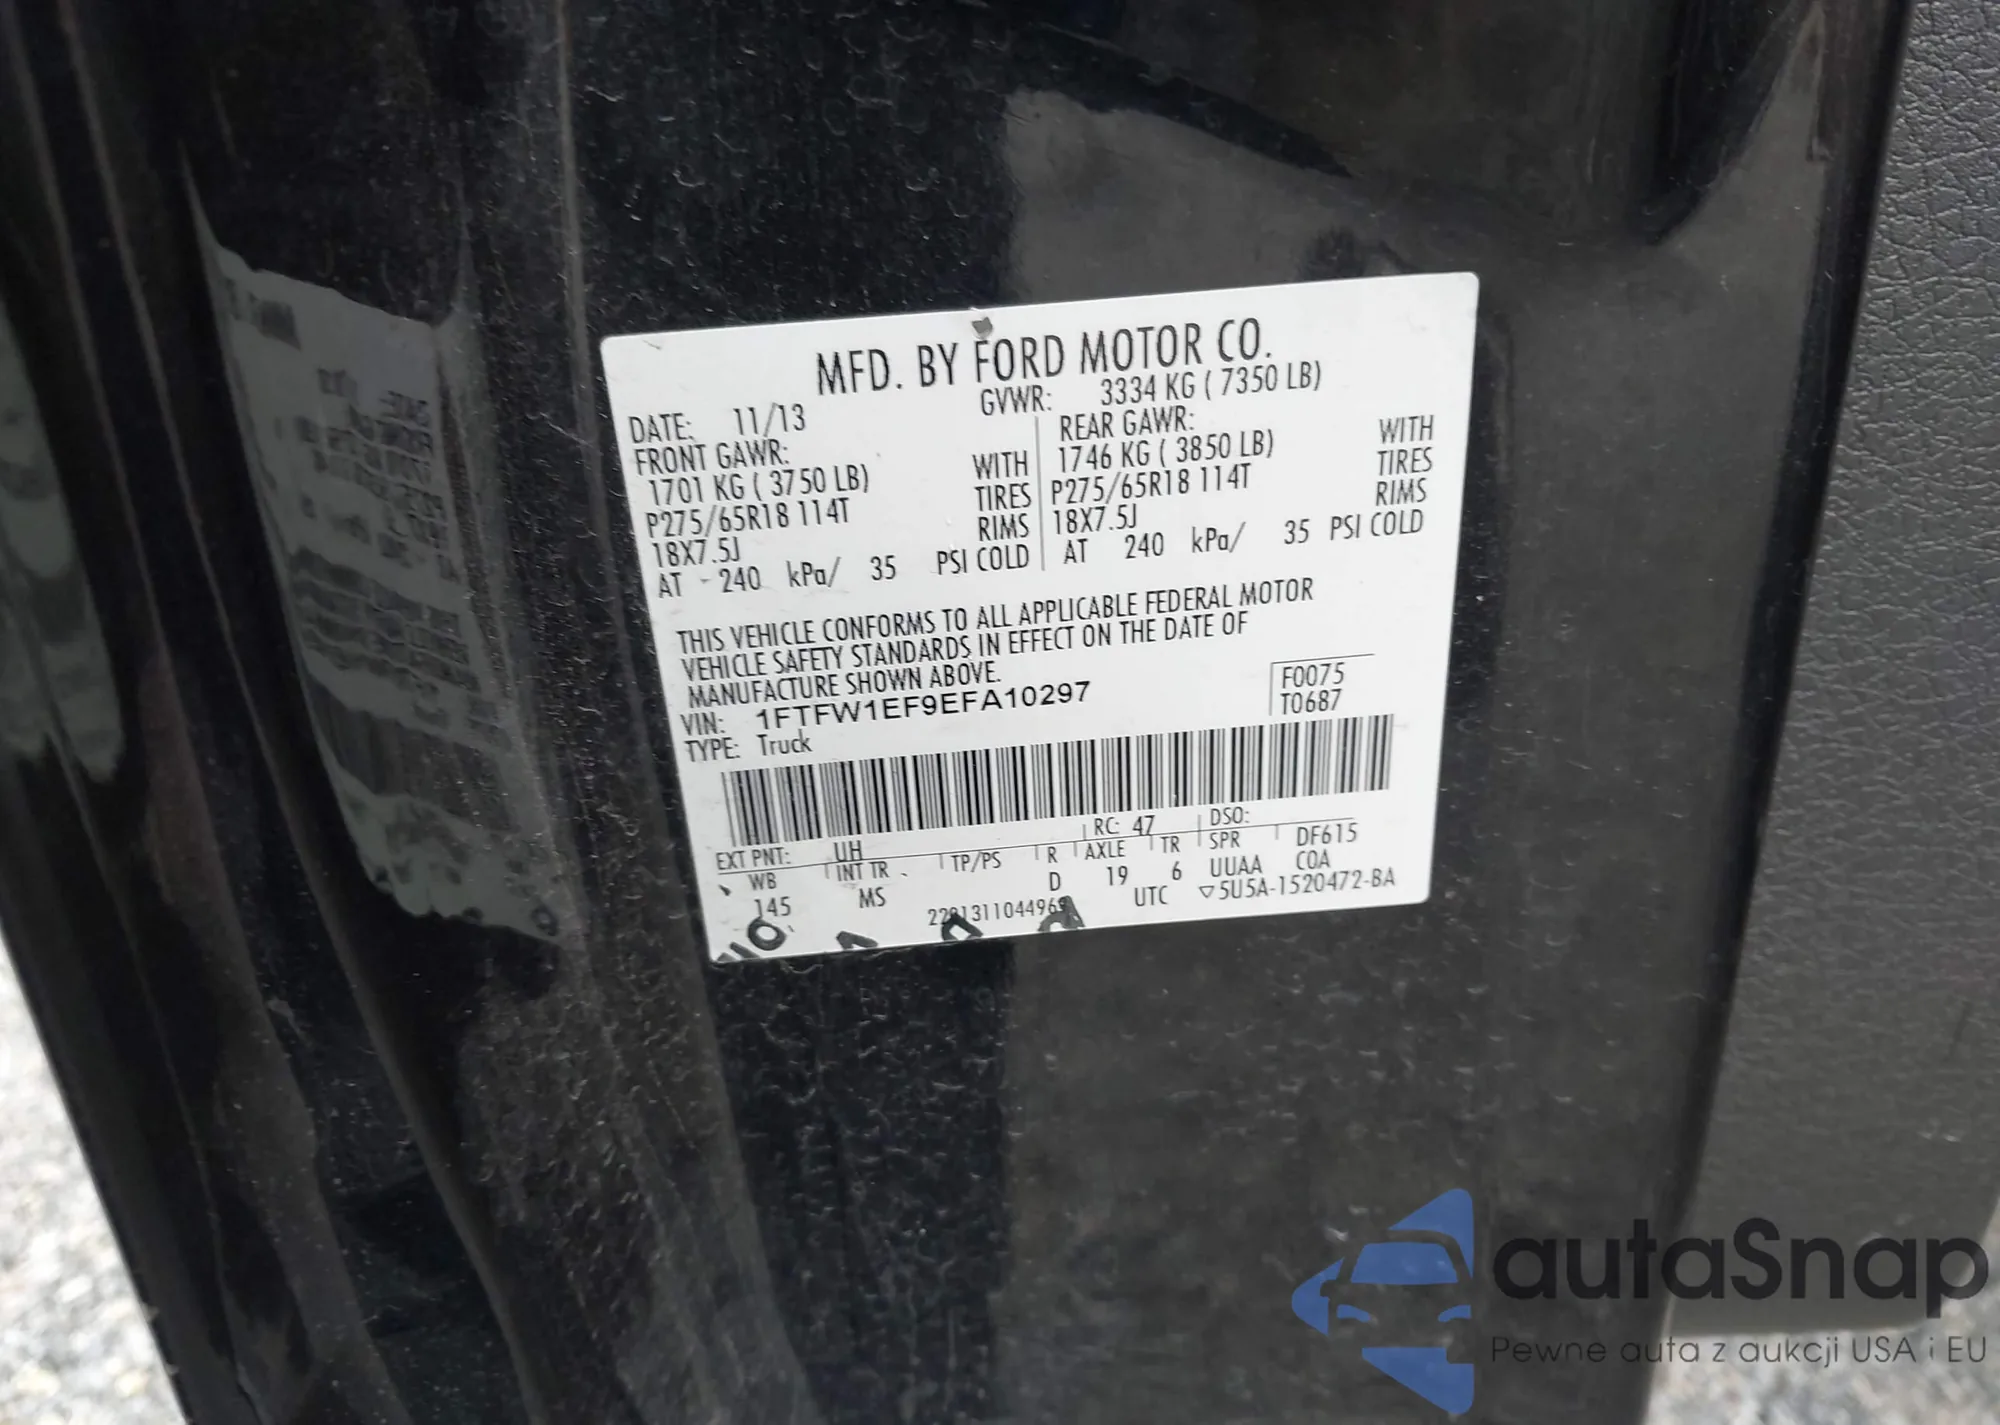 MFD. BY FORD MOTOR CO.
DATE: 11/13 GVWR: 3334 KG ( 7350 LB)
FRONT GAWR: REAR GAWR:
1701 KG ( 3750 LB) WITH 1746 KG ( 3850 LB) WITH
P275/65R18 114T TIRES P275/65R18 114T TIRES
18X7.5J RIMS 18X7.5J RIMS
AT 240 kPa/ 35 PSI COLD AT 240 kPa/ 35 PSI COLD
THIS VEHICLE CONFORMS TO ALL APPLICABLE FEDERAL MOTOR
VEHICLE SAFETY STANDARDS IN EFFECT ON THE DATE OF
MANUFACTURE SHOWN ABOVE.
VIN: 1FTFW1EF9EFA10297 F0075
TYPE: Truck T0687
EXT PNT: UH RC: 47 DSO:
WB INT TR TP/PS R AXLE TR SPR DF615
145 MS D 19 6 UUAA COA
UTC ▽5U5A-1520472-BA
autaSnap
Pewne auta z aukcji USA i EU